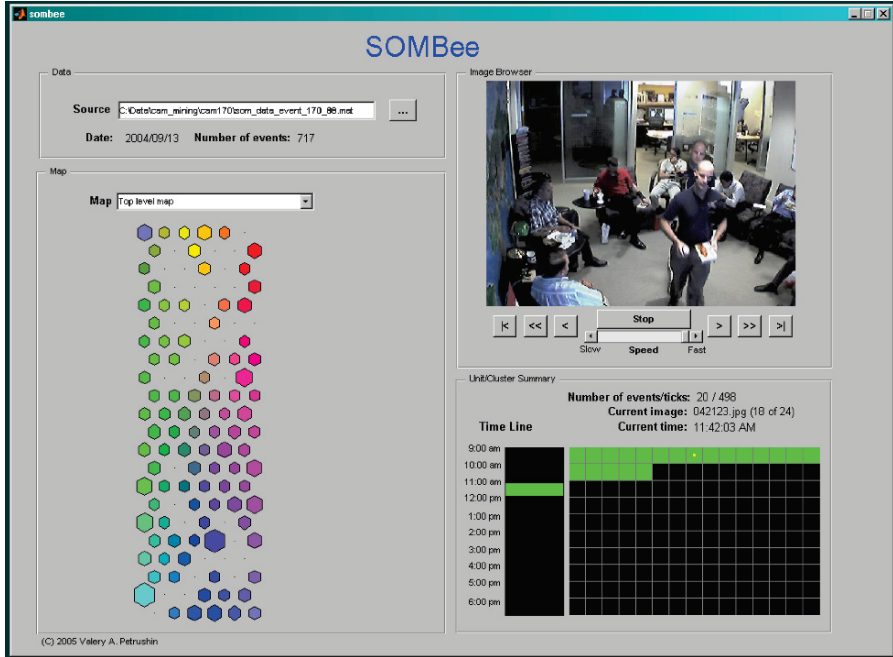 sombee
SOMBee
Data
Source C:\Data\cam_mining\cam170\som_data_event_170_88.mat ...
Date: 2004/09/13 Number of events: 717
Map
Map Top level map
Image Browser
|< << < Stop > >> >|
Slow Speed Fast
Unit/Cluster Summary
Number of events/ticks: 20 / 498
Current image: 042123.jpg (18 of 24)
Time Line Current time: 11:42:03 AM
9:00 am
10:00 am
11:00 am
12:00 pm
1:00 pm
2:00 pm
3:00 pm
4:00 pm
5:00 pm
6:00 pm
(C) 2005 Valery A. Petrushin